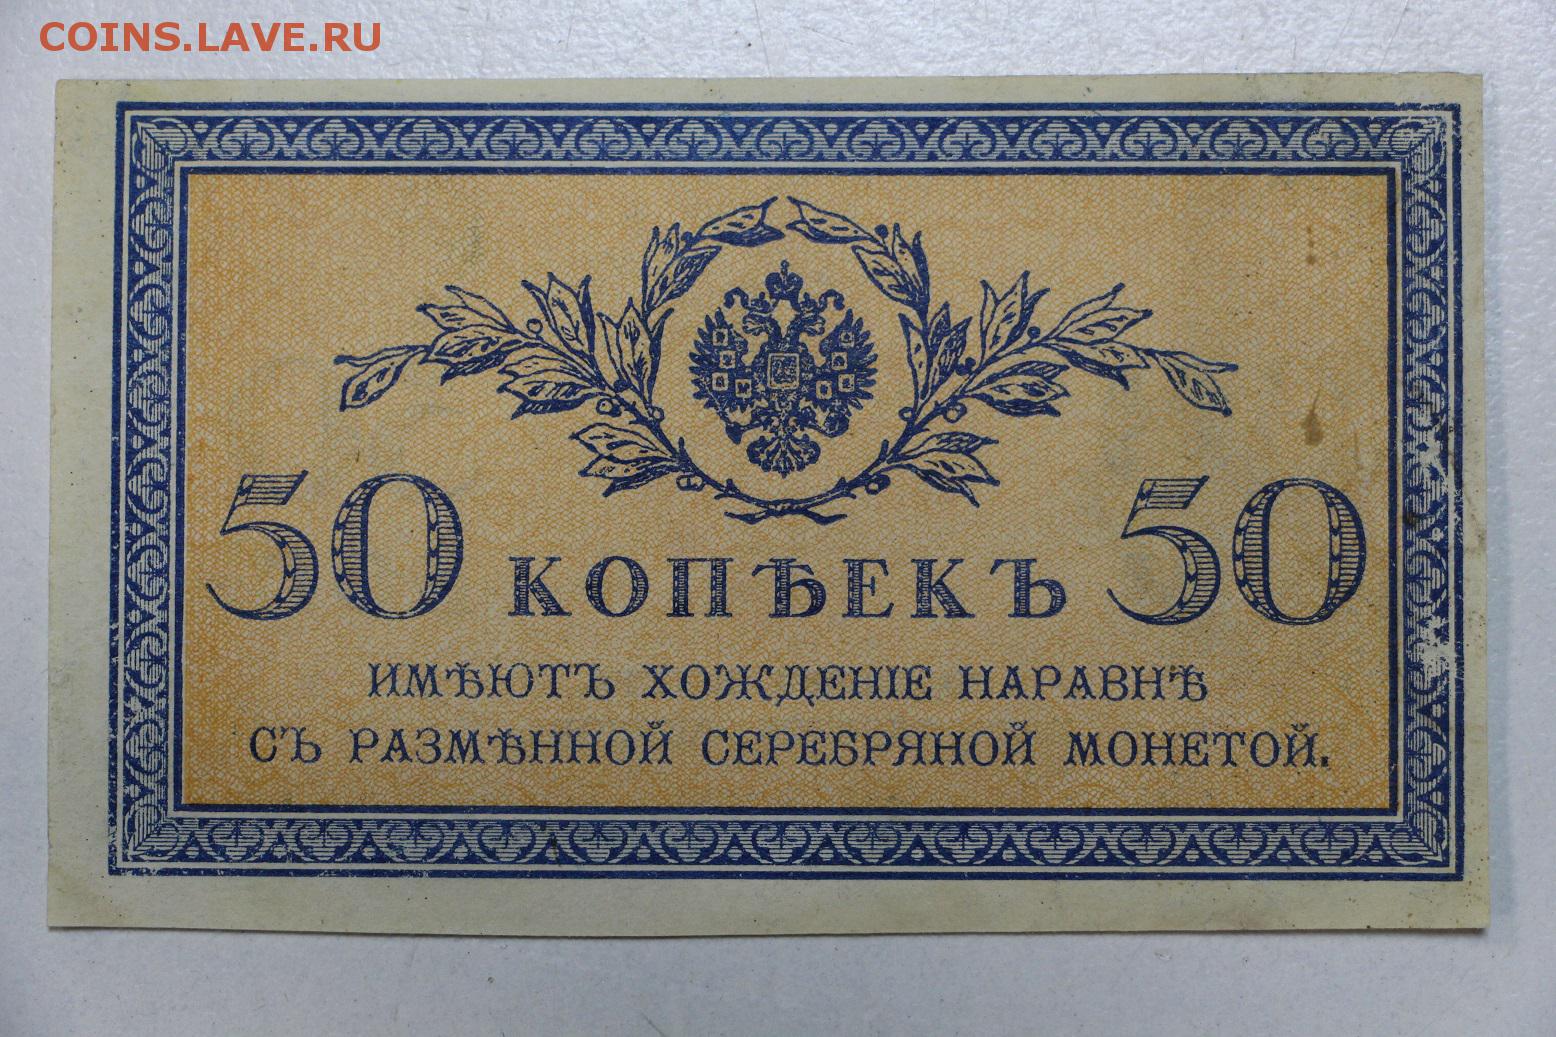 COINS.LAVE.RU
50 КОПѢЕКЪ 50
ИМѢЮТЪ ХОЖДЕНІЕ НАРАВНѢ
СЪ РАЗМѢННОЙ СЕРЕБРЯНОЙ МОНЕТОЙ.